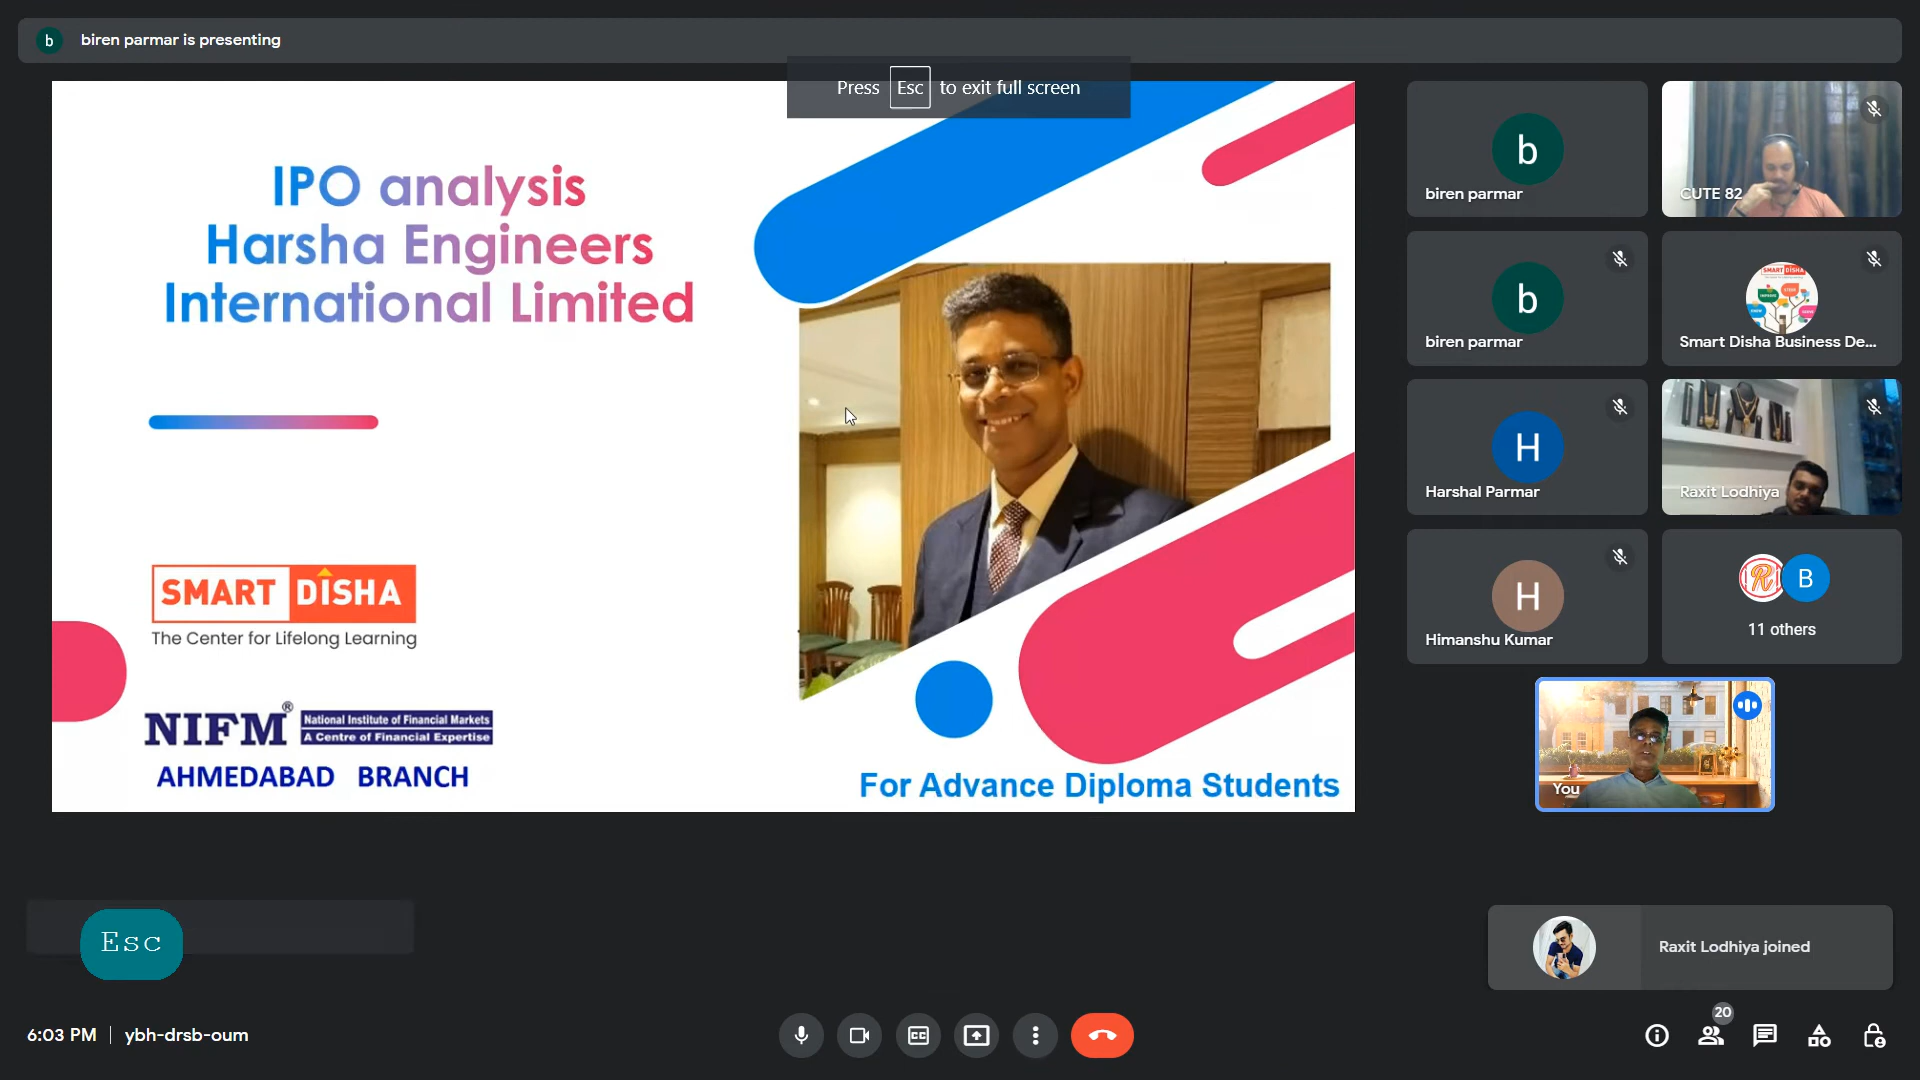 b biren parmar is presenting
Press Esc to exit full screen
IPO analysis
Harsha Engineers
International Limited
SMART DISHA
The Center for Lifelong Learning
NIFM®
National Institute of Financial Markets
A Centre of Financial Expertise
AHMEDABAD BRANCH
For Advance Diploma Students
b
biren parmar
CUTE 82
b
biren parmar
SMART DISHA
Smart Disha Business De...
H
Harshal Parmar
Raxit Lodhiya
H
Himanshu Kumar
R B
11 others
You
Esc
Raxit Lodhiya joined
6:03 PM | ybh-drsb-oum
CC
20